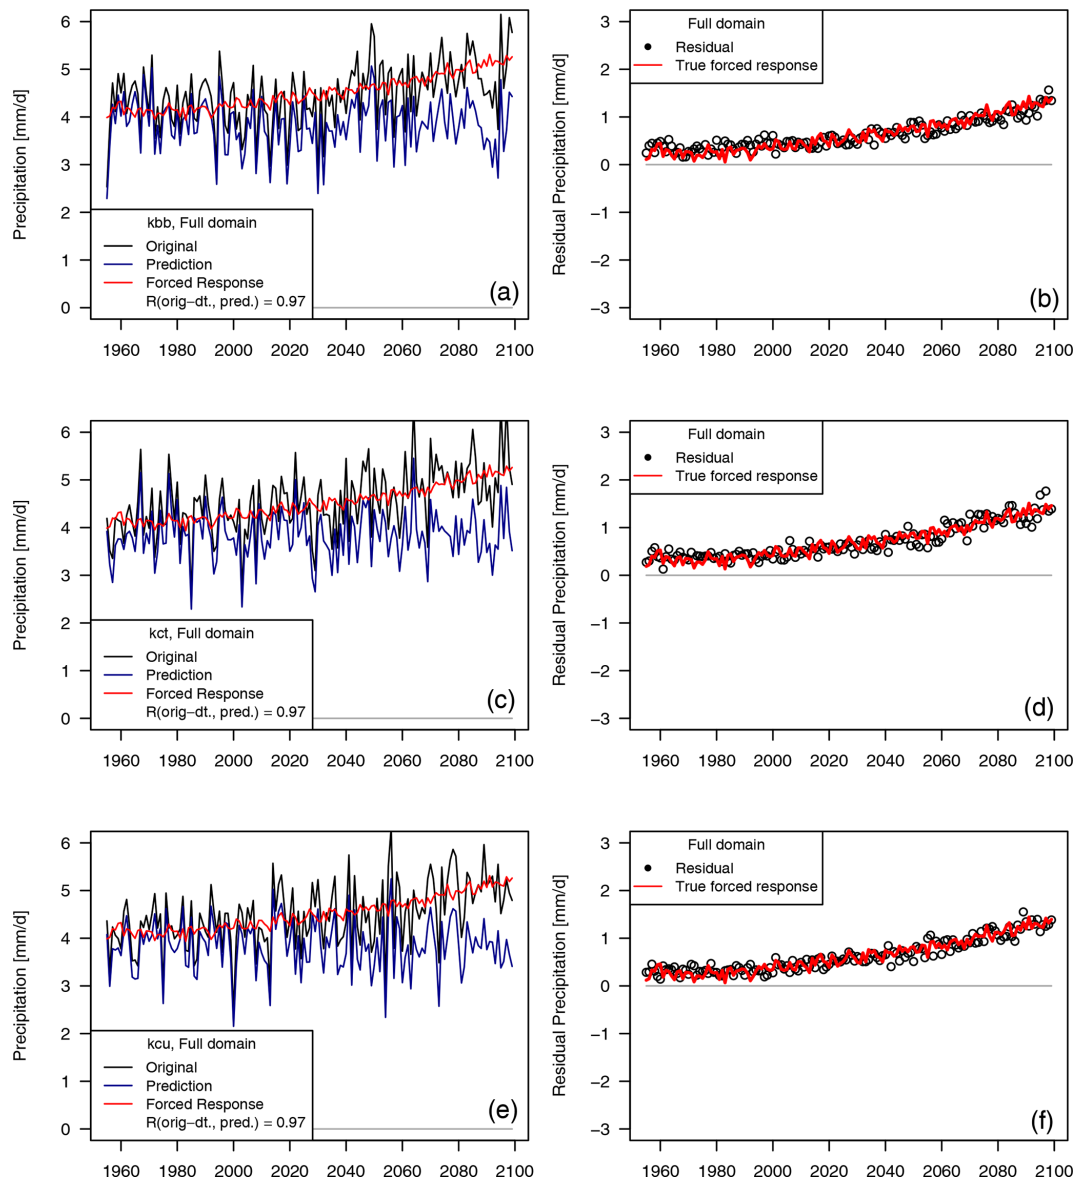 Precipitation [mm/d]
6
5
4
3
2
1
0
kbb, Full domain
Original
Prediction
Forced Response
R(orig−dt., pred.) = 0.97
(a)
1960 1980 2000 2020 2040 2060 2080 2100
Residual Precipitation [mm/d]
3
2
1
0
−1
−2
−3
Full domain
Residual
True forced response
(b)
1960 1980 2000 2020 2040 2060 2080 2100
Precipitation [mm/d]
6
5
4
3
2
1
0
kct, Full domain
Original
Prediction
Forced Response
R(orig−dt., pred.) = 0.97
(c)
1960 1980 2000 2020 2040 2060 2080 2100
Residual Precipitation [mm/d]
3
2
1
0
−1
−2
−3
Full domain
Residual
True forced response
(d)
1960 1980 2000 2020 2040 2060 2080 2100
Precipitation [mm/d]
6
5
4
3
2
1
0
kcu, Full domain
Original
Prediction
Forced Response
R(orig−dt., pred.) = 0.97
(e)
1960 1980 2000 2020 2040 2060 2080 2100
Residual Precipitation [mm/d]
3
2
1
0
−1
−2
−3
Full domain
Residual
True forced response
(f)
1960 1980 2000 2020 2040 2060 2080 2100